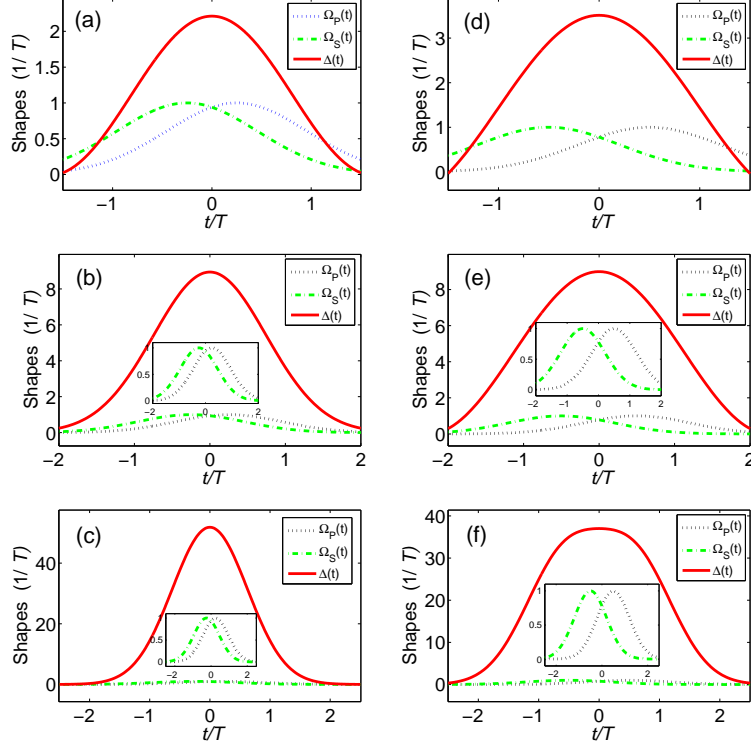 (a)
Ω_P(t)
Ω_S(t)
Δ(t)
Shapes (1/ T)
2
1.5
1
0.5
0
−1 0 1
t/T
(d)
Ω_P(t)
Ω_S(t)
Δ(t)
Shapes (1/ T)
3
2
1
0
−1 0 1
t/T
(b)
Ω_P(t)
Ω_S(t)
Δ(t)
Shapes (1/ T)
8
6
4
2
0
1
0.5
0
−2 0 2
−2 −1 0 1 2
t/T
(e)
Ω_P(t)
Ω_S(t)
Δ(t)
Shapes (1/ T)
8
6
4
2
0
1
0.5
0
−2 −1 0 1 2
−2 −1 0 1 2
t/T
(c)
Ω_P(t)
Ω_S(t)
Δ(t)
Shapes (1/ T)
40
20
0
1
0.5
0
−2 0 2
−2 −1 0 1 2
t/T
(f)
Ω_P(t)
Ω_S(t)
Δ(t)
Shapes (1/ T)
40
30
20
10
0
1
0.5
0
−2 0 2
−2 −1 0 1 2
t/T